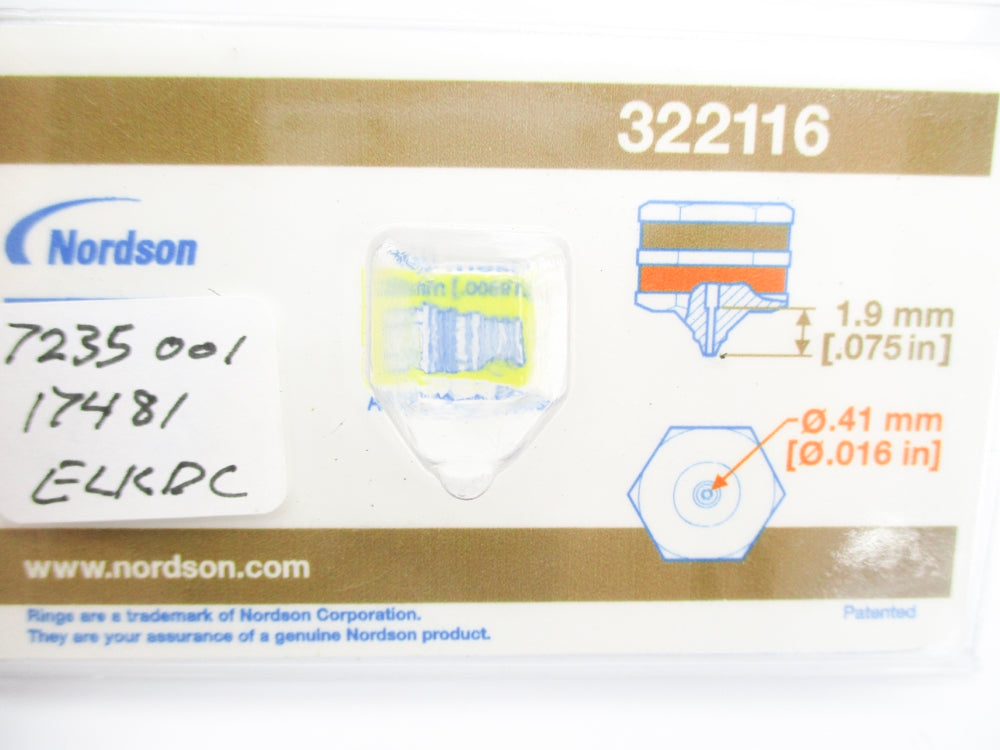 322116
Nordson
7235 001
17481
ELKDC
1.9 mm
[.075 in]
Ø.41 mm
[Ø.016 in]
www.nordson.com
Rings are a trademark of Nordson Corporation.
They are your assurance of a genuine Nordson product.
Patented